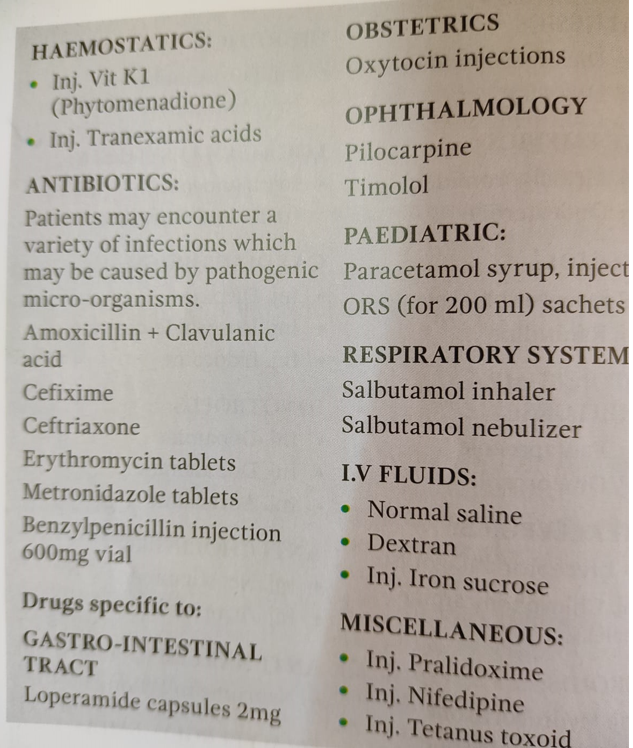 HAEMOSTATICS:
• Inj. Vit K1
(Phytomenadione)
• Inj. Tranexamic acids
ANTIBIOTICS:
Patients may encounter a
variety of infections which
may be caused by pathogenic
micro-organisms.
Amoxicillin + Clavulanic
acid
Cefixime
Ceftriaxone
Erythromycin tablets
Metronidazole tablets
Benzylpenicillin injection
600mg vial
Drugs specific to:
GASTRO-INTESTINAL
TRACT
Loperamide capsules 2mg
OBSTETRICS
Oxytocin injections
OPHTHALMOLOGY
Pilocarpine
Timolol
PAEDIATRIC:
Paracetamol syrup, inject
ORS (for 200 ml) sachets
RESPIRATORY SYSTEM
Salbutamol inhaler
Salbutamol nebulizer
I.V FLUIDS:
• Normal saline
• Dextran
• Inj. Iron sucrose
MISCELLANEOUS:
• Inj. Pralidoxime
• Inj. Nifedipine
• Inj. Tetanus toxoid